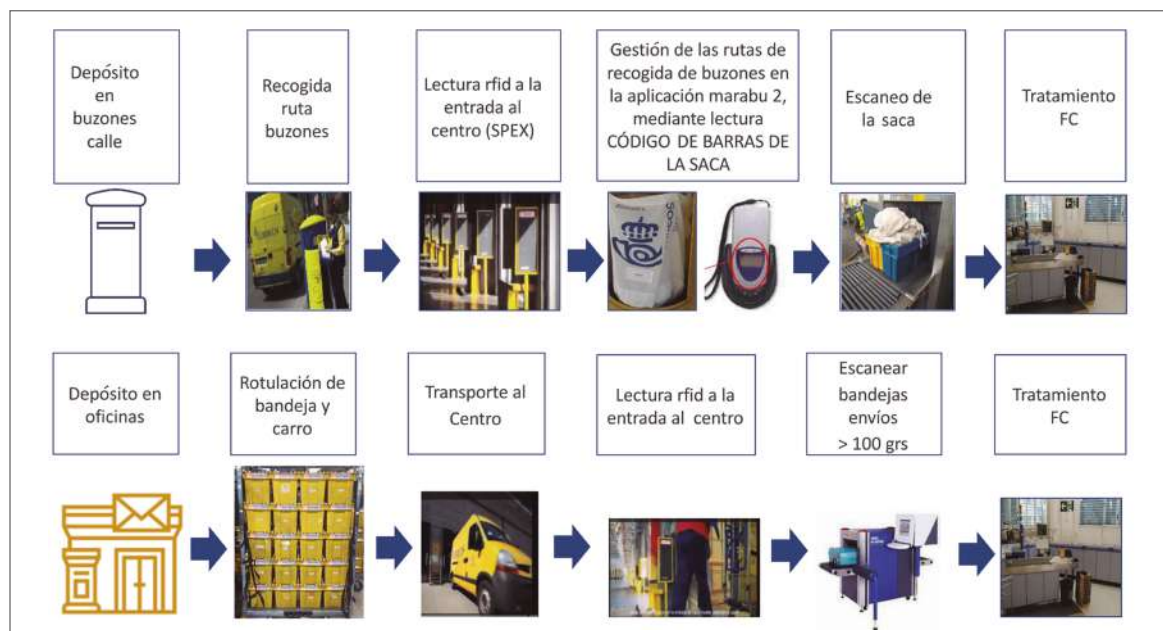 Depósito
en
buzones
calle
Recogida
ruta
buzones
Lectura rfid a la
entrada al
centro (SPEX)
Gestión de las rutas de
recogida de buzones en
la aplicación marabu 2,
mediante lectura
CÓDIGO DE BARRAS DE
LA SACA
Escaneo de
la saca
Tratamiento
FC
Depósito en
oficinas
Rotulación de
bandeja y
carro
Transporte al
Centro
Lectura rfid a la
entrada al centro
Escanear
bandejas
envíos
> 100 grs
Tratamiento
FC